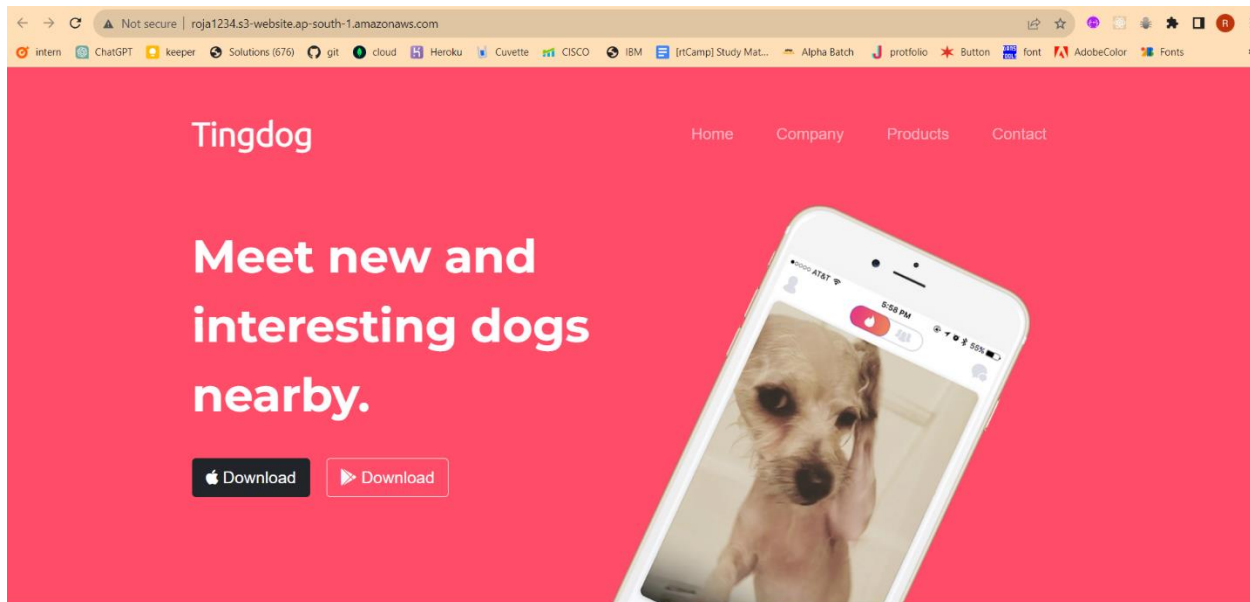 Not secure | roja1234.s3-website.ap-south-1.amazonaws.com
R
intern ChatGPT keeper Solutions (676) git cloud Heroku Cuvette CISCO IBM [rtCamp] Study Mat... Alpha Batch protfolio Button font AdobeColor Fonts
Tingdog
Home Company Products Contact
Meet new and
interesting dogs
nearby.
Download Download
AT&T
5:58 PM
55%